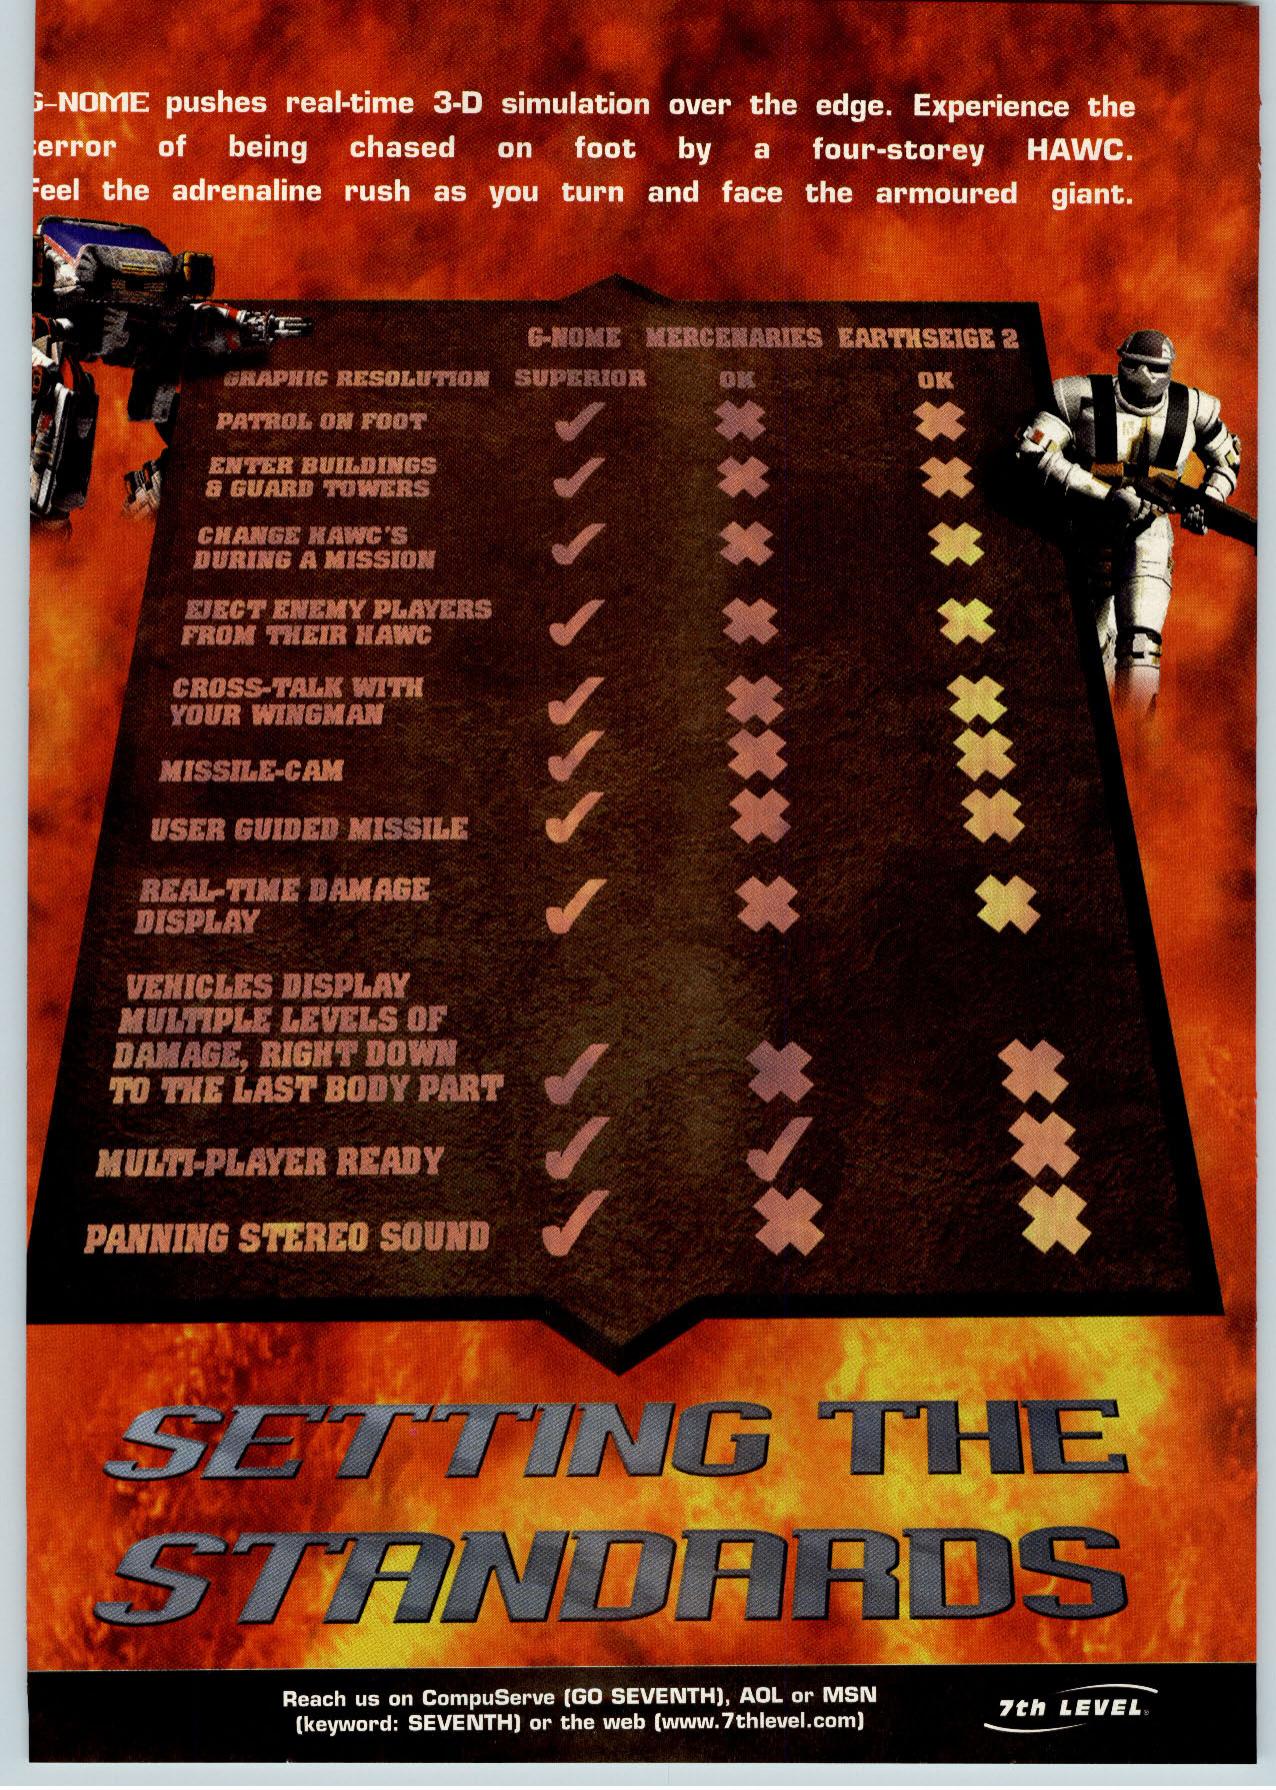 G-NOME pushes real-time 3-D simulation over the edge. Experience the
terror of being chased on foot by a four-storey HAWC.
Feel the adrenaline rush as you turn and face the armoured giant.
G-NOME MERCENARIES EARTHSEIGE 2
GRAPHIC RESOLUTION SUPERIOR OK OK
PATROL ON FOOT ✔ ✖ ✖
ENTER BUILDINGS
& GUARD TOWERS ✔ ✖ ✖
CHANGE HAWC'S
DURING A MISSION ✔ ✖ ✖
EJECT ENEMY PLAYERS
FROM THEIR HAWC ✔ ✖ ✖
CROSS-TALK WITH
YOUR WINGMAN ✔ ✖ ✖
MISSILE-CAM ✔ ✖ ✖
USER GUIDED MISSILE ✔ ✖ ✖
REAL-TIME DAMAGE
DISPLAY ✔ ✖ ✖
VEHICLES DISPLAY
MULTIPLE LEVELS OF
DAMAGE, RIGHT DOWN
TO THE LAST BODY PART ✔ ✖ ✖
MULTI-PLAYER READY ✔ ✔ ✖
PANNING STEREO SOUND ✔ ✖ ✖
SETTING THE
STANDARDS
Reach us on CompuServe (GO SEVENTH), AOL or MSN
(keyword: SEVENTH) or the web (www.7thlevel.com)
7th LEVEL®